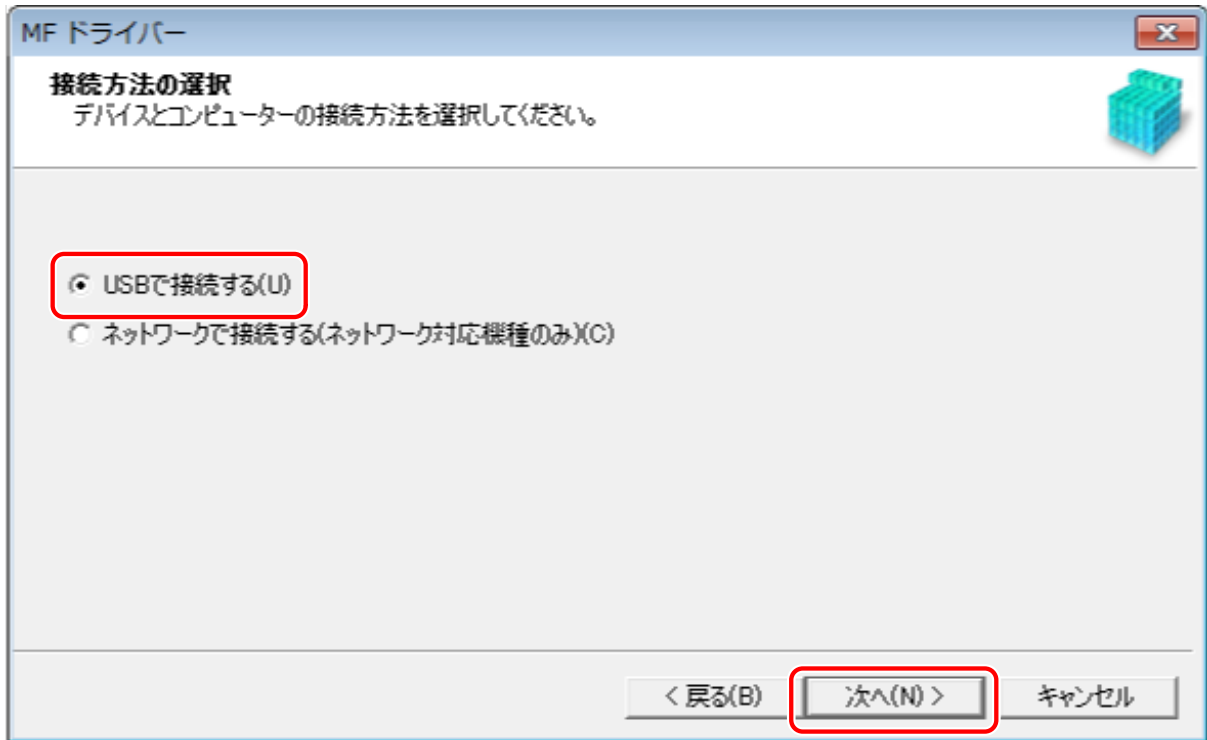 MF ドライバー
接続方法の選択
デバイスとコンピューターの接続方法を選択してください。
USBで接続する(U)
ネットワークで接続する(ネットワーク対応機種のみ)(C)
< 戻る(B)
次へ(N) >
キャンセル